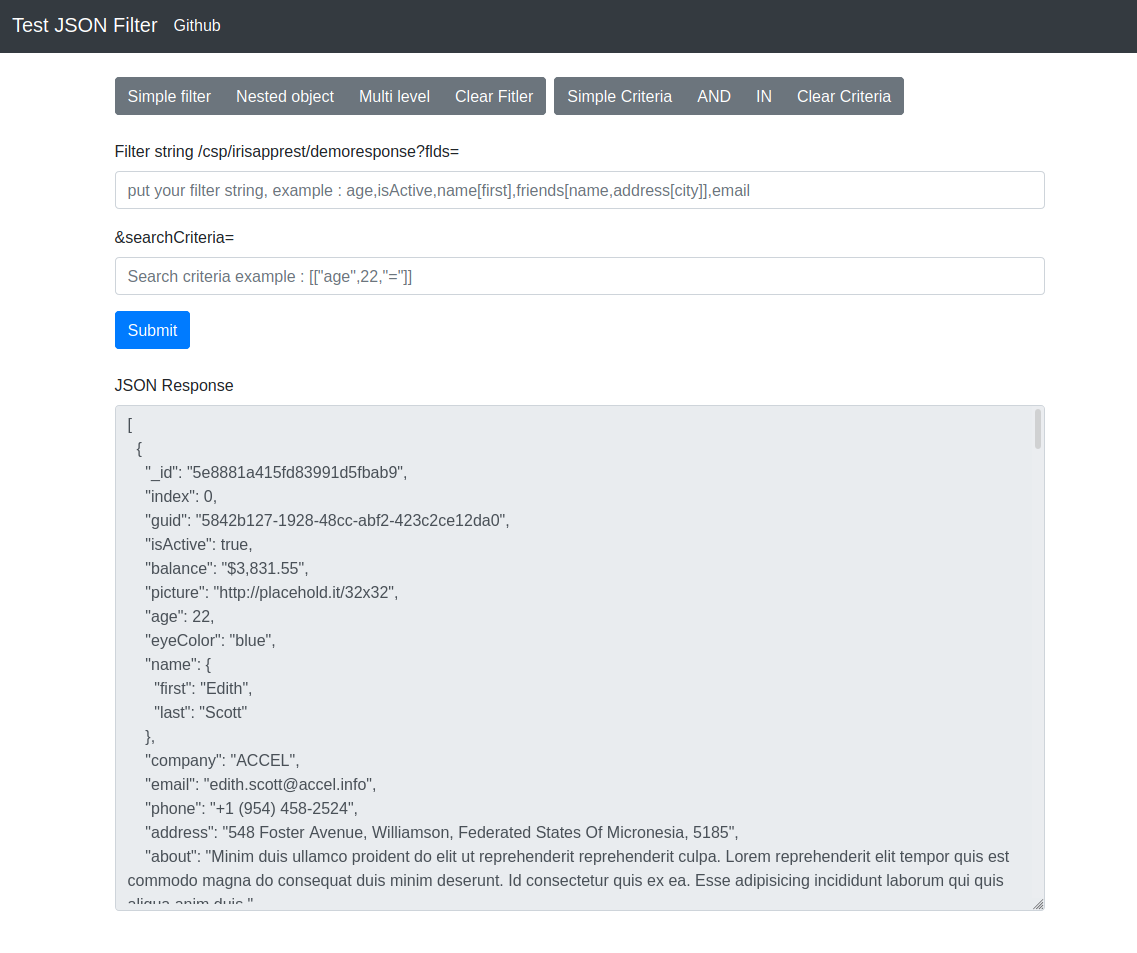 Test JSON Filter Github
Simple filter Nested object Multi level Clear Fitler Simple Criteria AND IN Clear Criteria
Filter string /csp/irisapprest/demoresponse?flds=
put your filter string, example : age,isActive,name[first],friends[name,address[city]],email
&searchCriteria=
Search criteria example : [["age",22,"="]]
Submit
JSON Response
[
{
"_id": "5e8881a415fd83991d5fbab9",
"index": 0,
"guid": "5842b127-1928-48cc-abf2-423c2ce12da0",
"isActive": true,
"balance": "$3,831.55",
"picture": "http://placehold.it/32x32",
"age": 22,
"eyeColor": "blue",
"name": {
"first": "Edith",
"last": "Scott"
},
"company": "ACCEL",
"email": "edith.scott@accel.info",
"phone": "+1 (954) 458-2524",
"address": "548 Foster Avenue, Williamson, Federated States Of Micronesia, 5185",
"about": "Minim duis ullamco proident do elit ut reprehenderit reprehenderit culpa. Lorem reprehenderit elit tempor quis est
commodo magna do consequat duis minim deserunt. Id consectetur quis ex ea. Esse adipisicing incididunt laborum qui quis
aliqua anim duis."